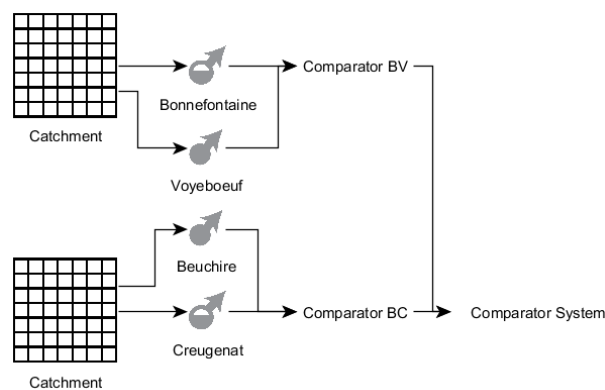 Comparator BV
Bonnefontaine
Catchment
Voyeboeuf
Beuchire
Comparator BC
Comparator System
Creugenat
Catchment